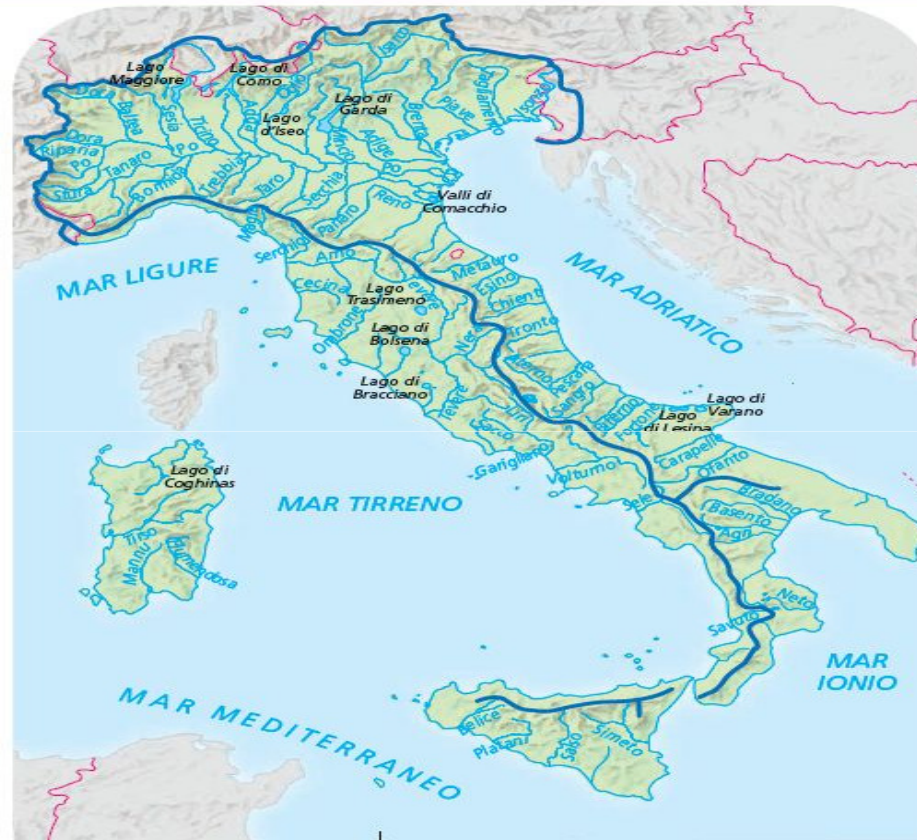 Lago
Maggiore
Lago di
Como
Lago
d'Iseo
Lago di
Garda
Isarco
Dora
Baltea
Sesia
Ticino
Adda
Oglio
Mincio
Adige
Brenta
Piave
Tagliamento
Isonzo
Dora
Riparia
Po
Stura
Tanaro
Bormida
Po
Trebbia
Taro
Secchia
Panaro
Po
Reno
Valli di
Comacchio
MAR LIGURE
Serchio
Arno
Cecina
Lago
Trasimeno
Tevere
Ombrone
Lago di
Bolsena
Lago di
Bracciano
Tevere
Metauro
Esino
Chienti
Tronto
MAR ADRIATICO
Aterno
Pescara
Sangro
Liri
Sacco
Garigliano
Volturno
Fortore
Lago
di Lesina
Lago di
Varano
Carapelle
Ofanto
Bradano
Basento
Agri
Sele
Lago di
Coghinas
Tirso
Mannu
Flumendosa
MAR TIRRENO
Neto
Savuto
MAR
IONIO
MAR MEDITERRANEO
Belice
Platani
Salso
Simeto